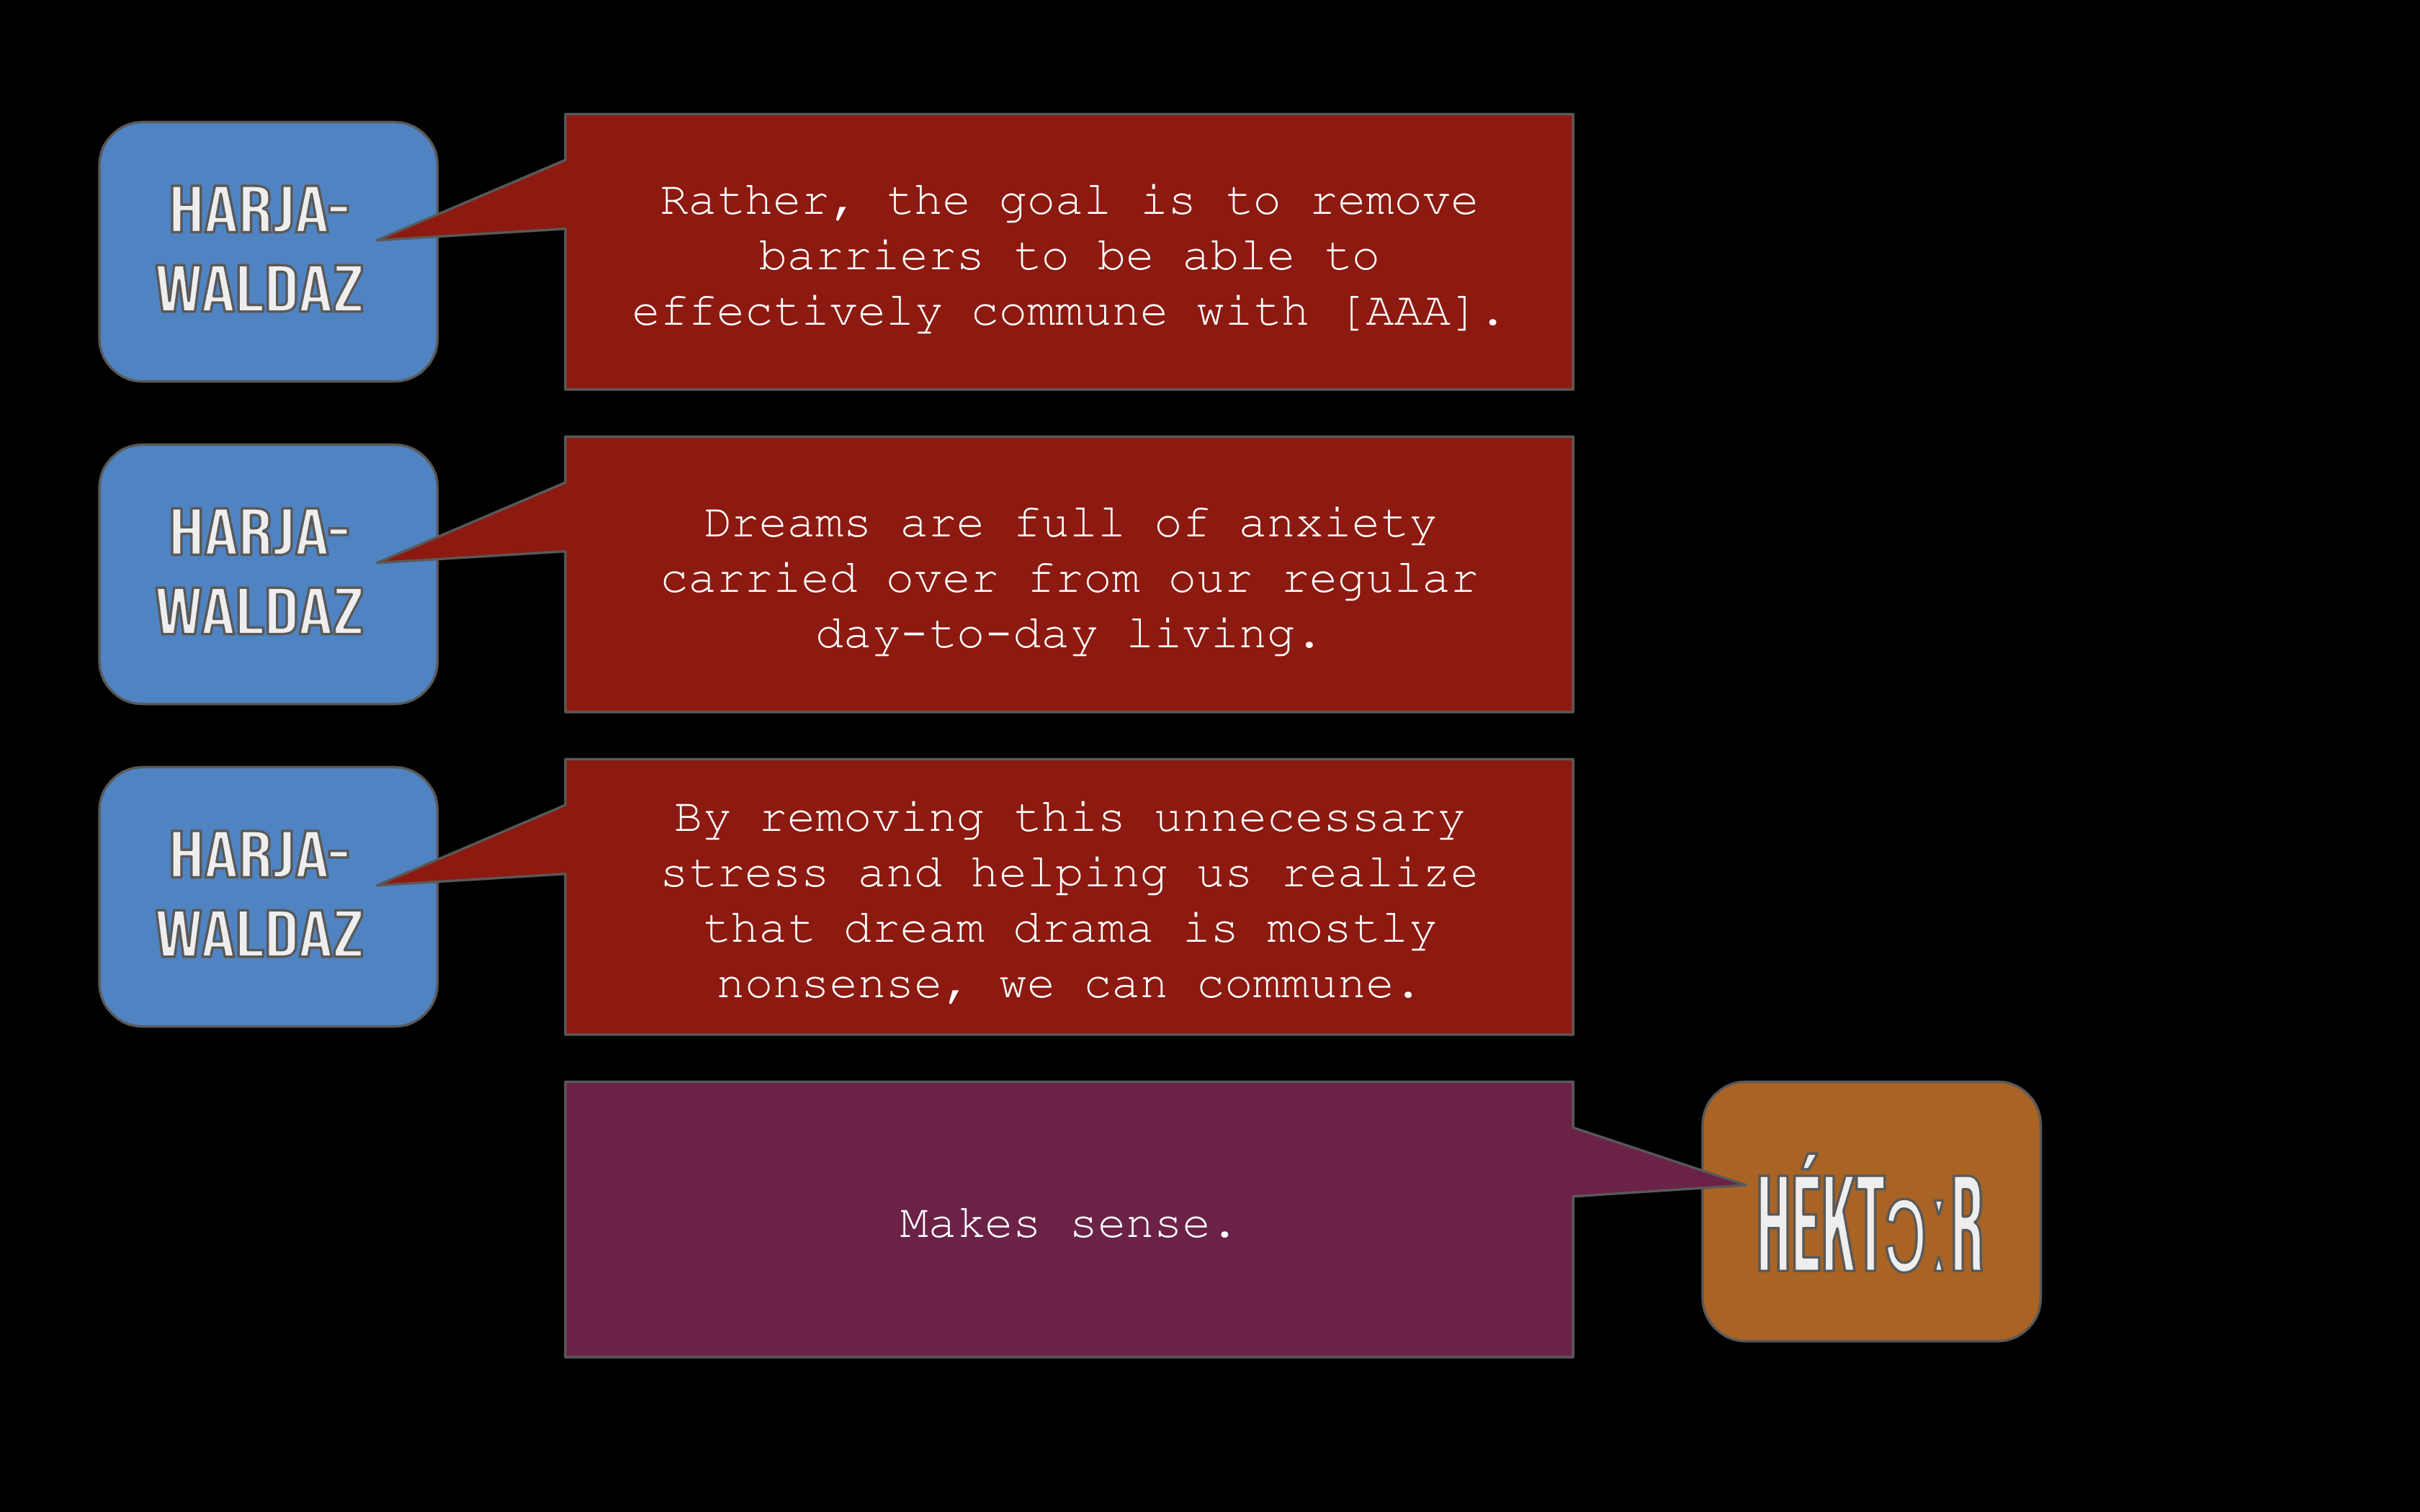 HARJA-
WALDAZ
Rather, the goal is to remove
barriers to be able to
effectively commune with [AAA].
HARJA-
WALDAZ
Dreams are full of anxiety
carried over from our regular
day-to-day living.
HARJA-
WALDAZ
By removing this unnecessary
stress and helping us realize
that dream drama is mostly
nonsense, we can commune.
Makes sense.
HÉKTɔːR